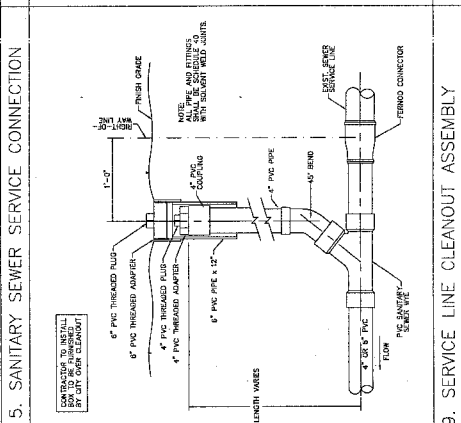 5. SANITARY SEWER SERVICE CONNECTION
CONTRACTOR TO INSTALL
BOX TO BE FURNISHED
BY CITY OVER CLEANOUT
6" PVC THREADED PLUG
6" PVC THREADED ADAPTER
4" PVC THREADED PLUG
4" PVC THREADED ADAPTER
6" PVC PIPE x 12"
LENGTH VARIES
1'-0"
RIGHT-OF-
WAY LINE
FINISH GRADE
NOTE:
ALL PIPE AND FITTINGS
SHALL BE SCHEDULE 40
WITH SOLVENT WELD JOINTS.
4" PVC
COUPLING
4" PVC PIPE
45° BEND
EXIST. SEWER
SERVICE LINE
FERNCO CONNECTOR
PVC SANITARY
SEWER WYE
4" OR 6" PVC
FLOW
9. SERVICE LINE CLEANOUT ASSEMBLY